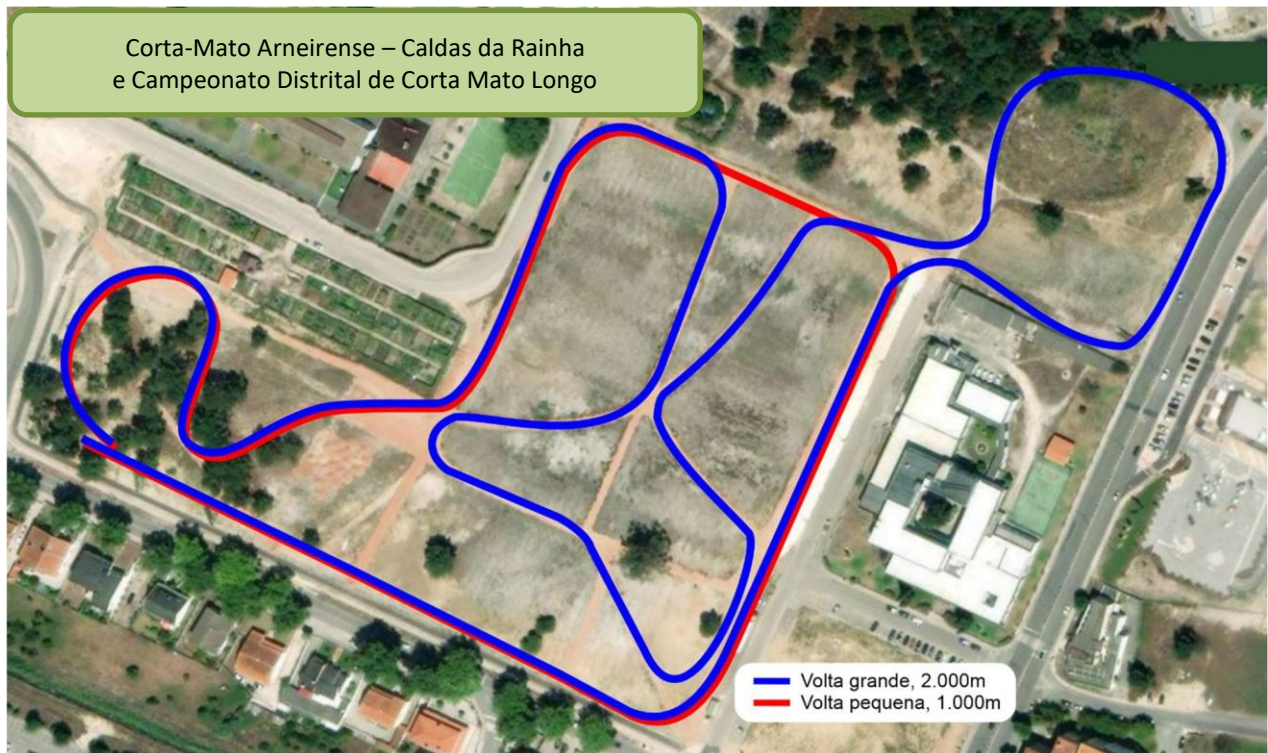 Corta-Mato Arneirense – Caldas da Rainha
e Campeonato Distrital de Corta Mato Longo
Volta grande, 2.000m
Volta pequena, 1.000m